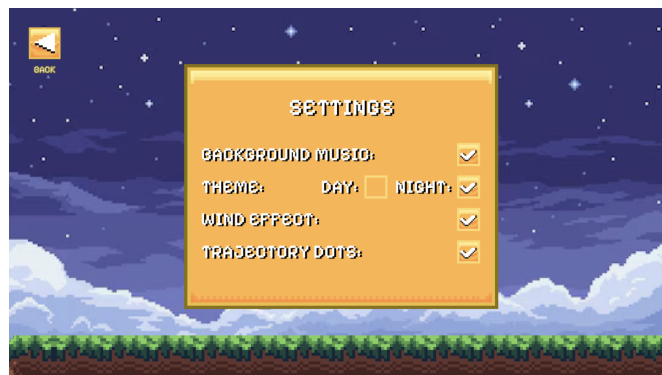 BACK
SETTINGS
BACKGROUND MUSIC:
THEME: DAY: NIGHT:
WIND EFFECT:
TRAJECTORY DOTS: